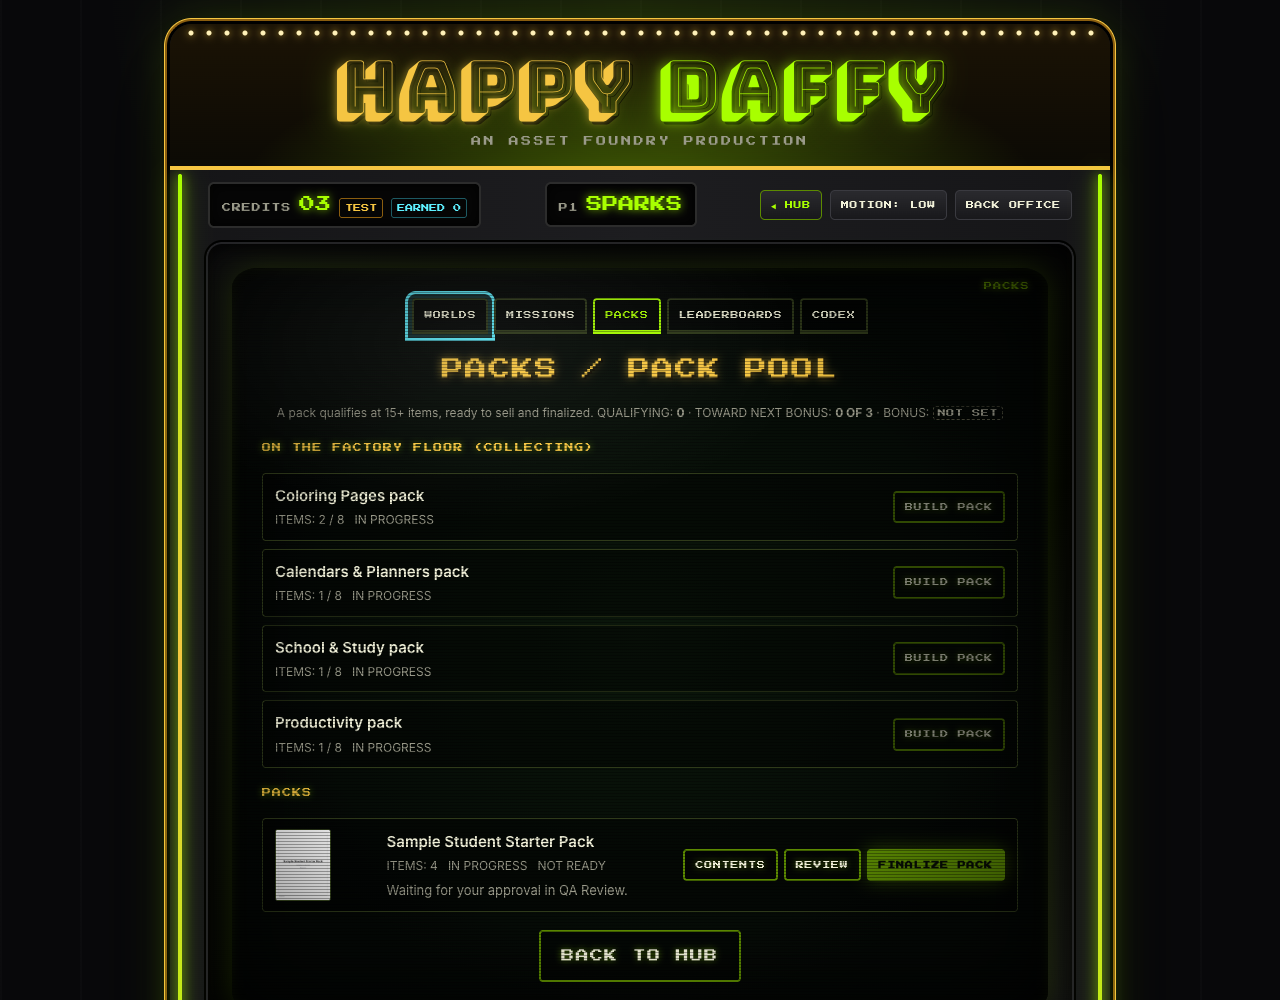 HAPPY DAFFY
AN ASSET FOUNDRY PRODUCTION
CREDITS 03 TEST EARNED 0
P1 SPARKS
◂ HUB
MOTION: LOW
BACK OFFICE
PACKS
WORLDS
MISSIONS
PACKS
LEADERBOARDS
CODEX
PACKS / PACK POOL
A pack qualifies at 15+ items, ready to sell and finalized. QUALIFYING: 0 · TOWARD NEXT BONUS: 0 OF 3 · BONUS: NOT SET
ON THE FACTORY FLOOR (COLLECTING)
Coloring Pages pack
ITEMS: 2 / 8 IN PROGRESS
BUILD PACK
Calendars & Planners pack
ITEMS: 1 / 8 IN PROGRESS
BUILD PACK
School & Study pack
ITEMS: 1 / 8 IN PROGRESS
BUILD PACK
Productivity pack
ITEMS: 1 / 8 IN PROGRESS
BUILD PACK
PACKS
Sample Student Starter Pack
Sample Student Starter Pack
ITEMS: 4 IN PROGRESS NOT READY
Waiting for your approval in QA Review.
CONTENTS
REVIEW
FINALIZE PACK
BACK TO HUB